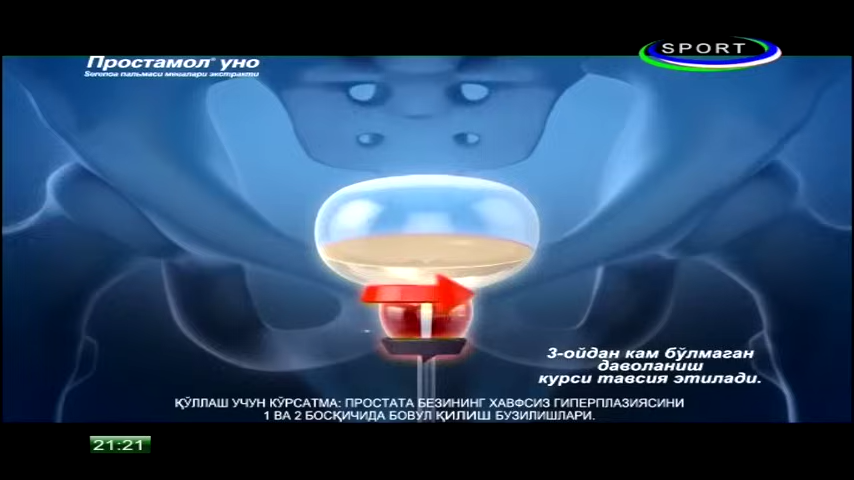 Простамол® уно
Serenoa пальмаси мевалари экстракти
SPORT
3-ойдан кам бўлмаган
даволаниш
курси тавсия этилади.
ҚЎЛЛАШ УЧУН КЎРСАТМА: ПРОСТАТА БЕЗИНИНГ ХАВФСИЗ ГИПЕРПЛАЗИЯСИНИ
1 ВА 2 БОСҚИЧИДА БОВУЛ ҚИЛИШ БУЗИЛИШЛАРИ.
21:21